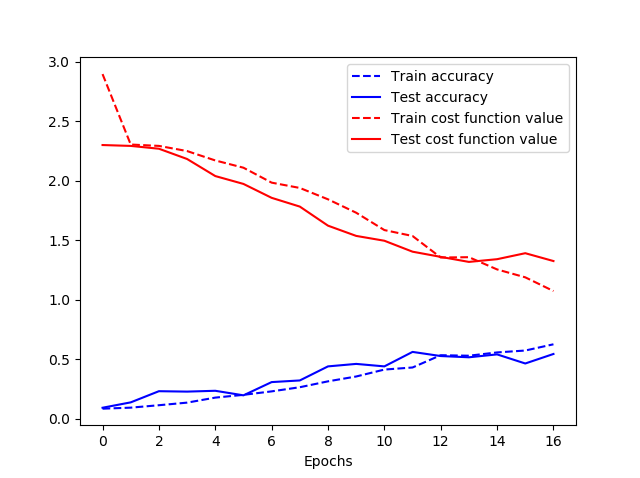 3.0
2.5
2.0
1.5
1.0
0.5
0.0
Train accuracy
Test accuracy
Train cost function value
Test cost function value
0 2 4 6 8 10 12 14 16
Epochs